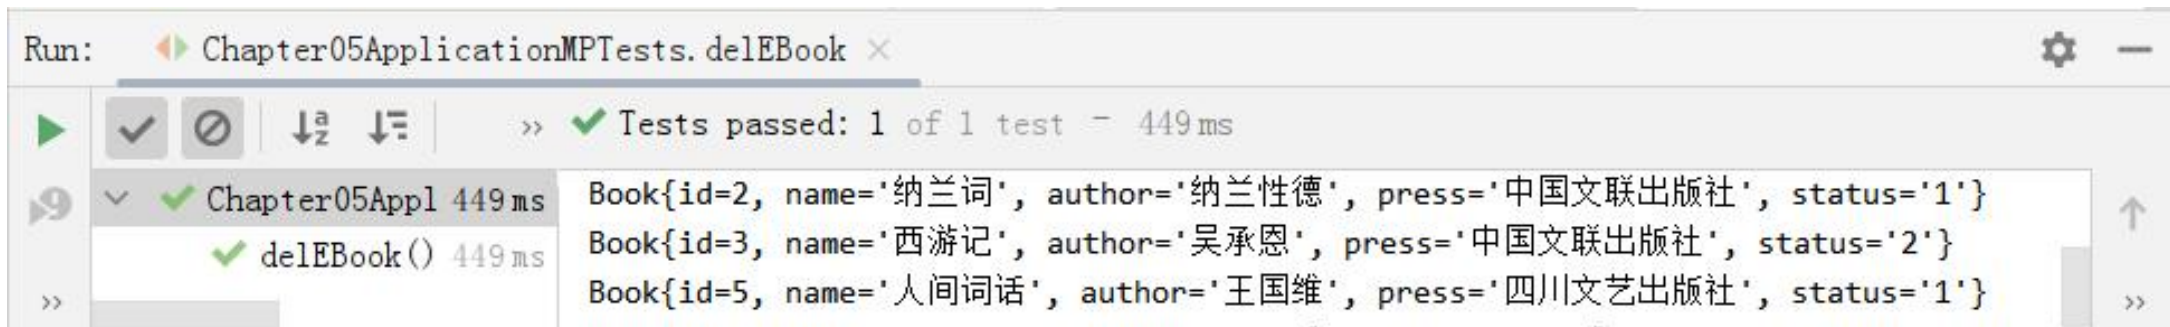 Run: Chapter05ApplicationMPTests.delEBook
Tests passed: 1 of 1 test - 449 ms
Chapter05Appl 449 ms
delEBook() 449 ms
Book{id=2, name='纳兰词', author='纳兰性德', press='中国文联出版社', status='1'}
Book{id=3, name='西游记', author='吴承恩', press='中国文联出版社', status='2'}
Book{id=5, name='人间词话', author='王国维', press='四川文艺出版社', status='1'}